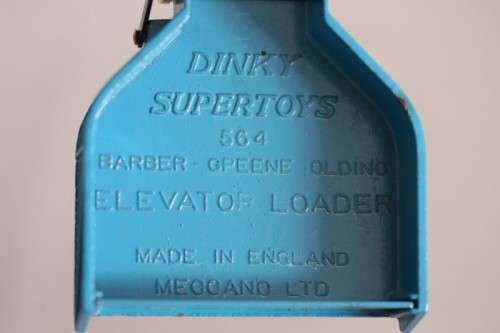 DINKY
SUPERTOYS
564
BARBER-GREENE OLDING
ELEVATOR LOADER
MADE IN ENGLAND
MECCANO LTD